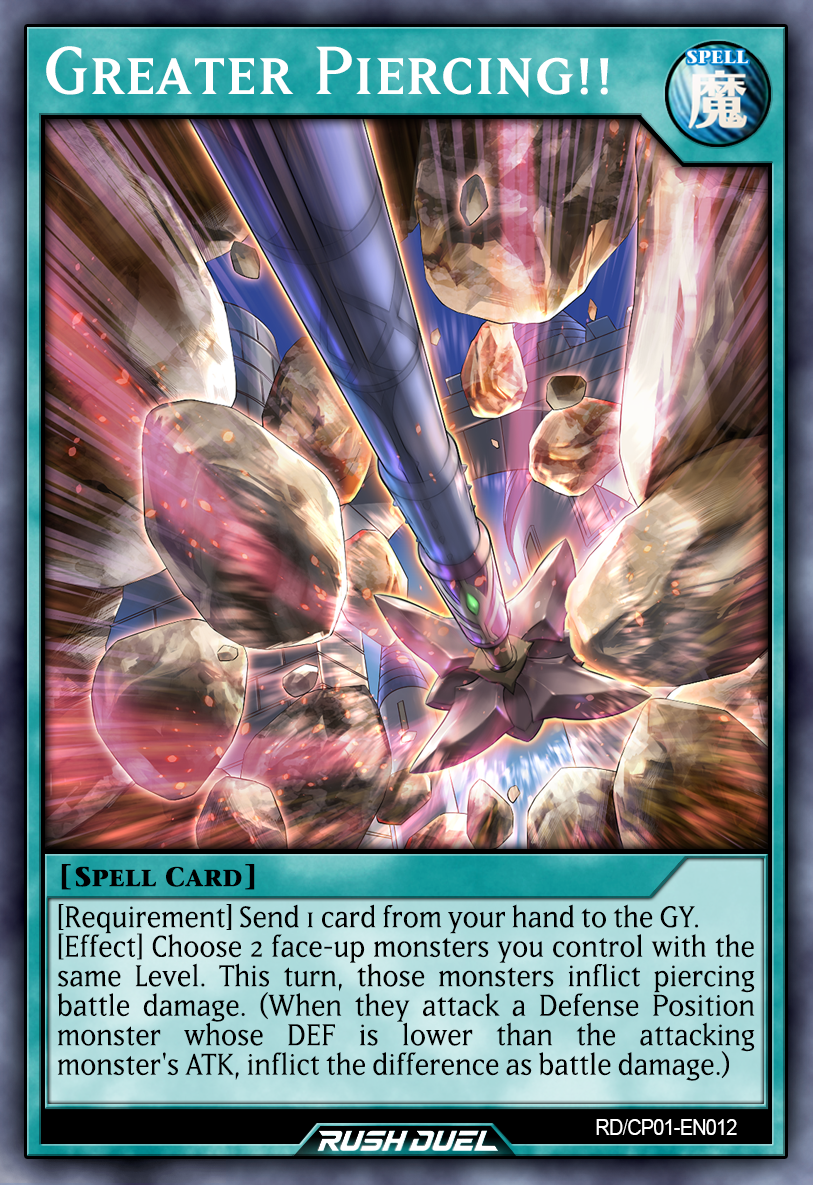 GREATER PIERCING!!
SPELL
魔
[SPELL CARD]
[Requirement] Send 1 card from your hand to the GY.
[Effect] Choose 2 face-up monsters you control with the
same Level. This turn, those monsters inflict piercing
battle damage. (When they attack a Defense Position
monster whose DEF is lower than the attacking
monster's ATK, inflict the difference as battle damage.)
RD/CP01-EN012
RUSH DUEL